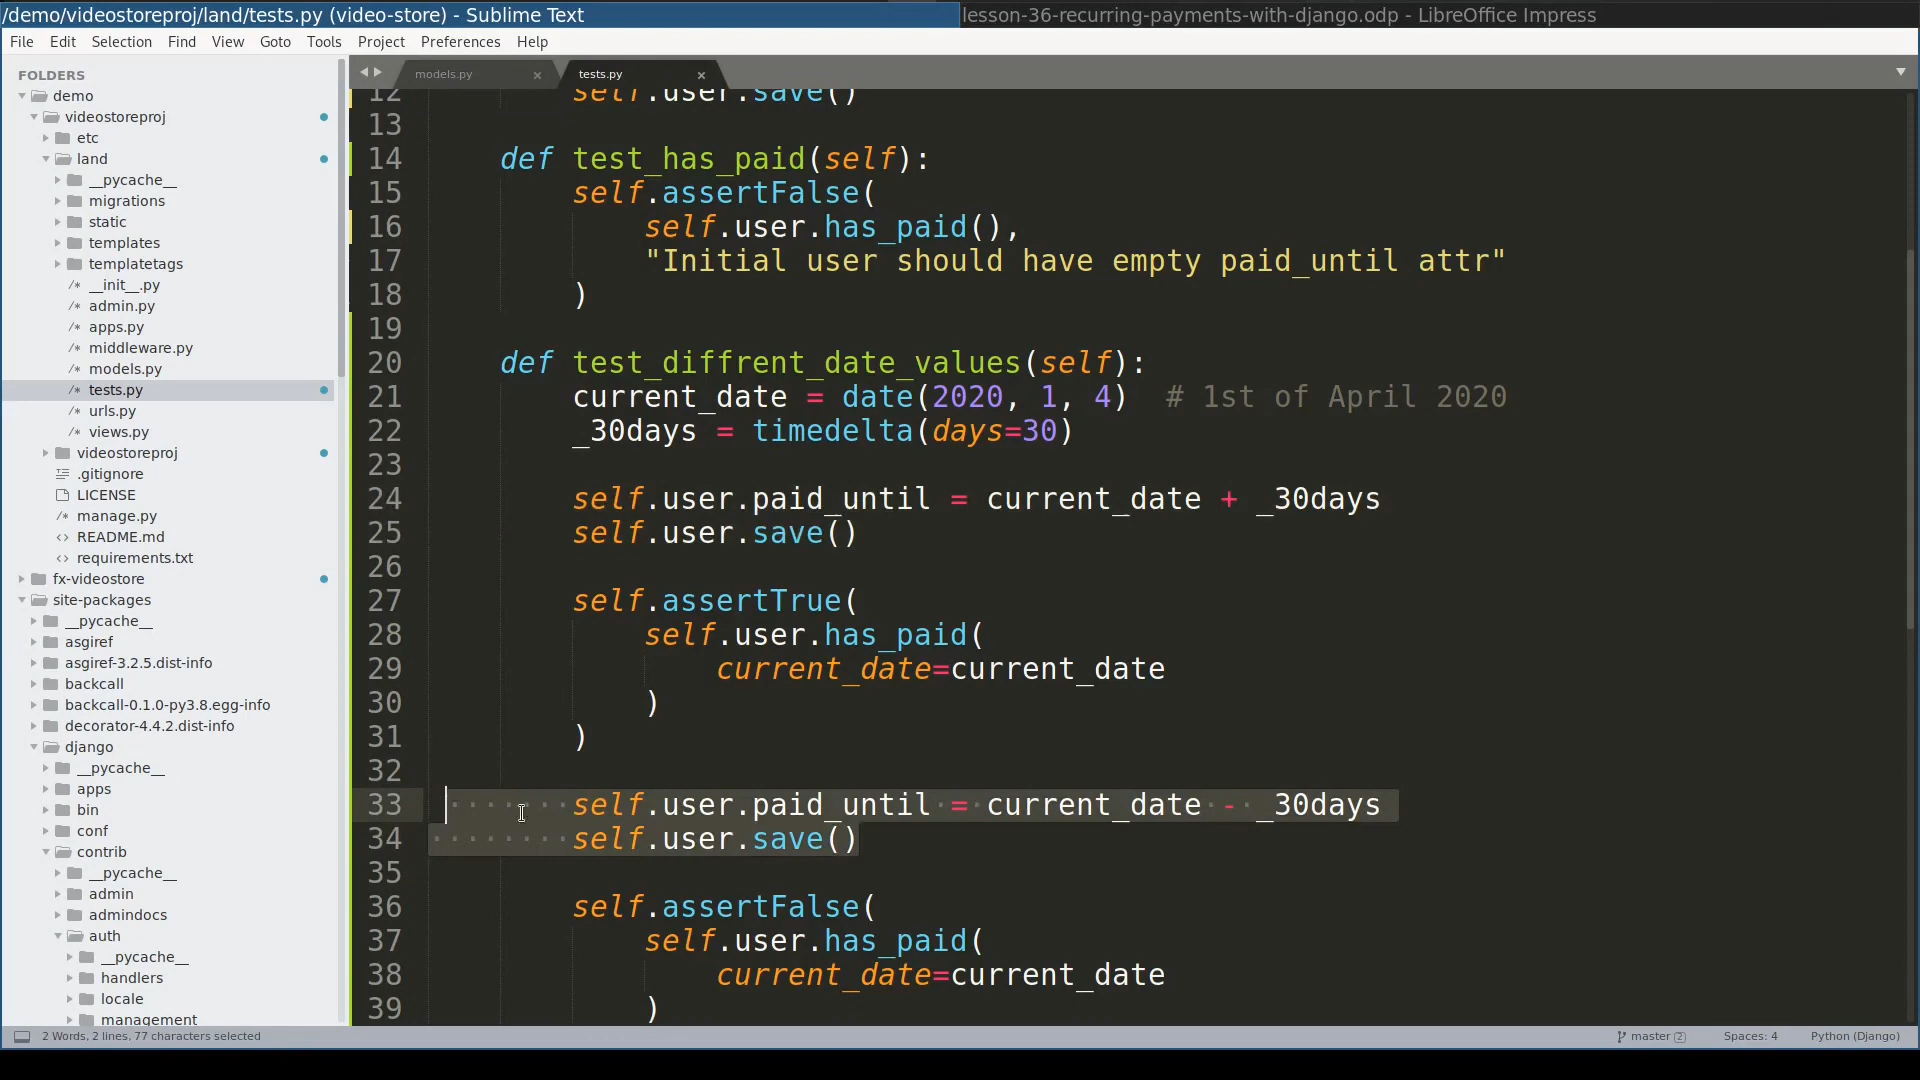 /demo/videostoreproj/land/tests.py (video-store) - Sublime Text
lesson-36-recurring-payments-with-django.odp - LibreOffice Impress
File Edit Selection Find View Goto Tools Project Preferences Help
FOLDERS
demo
videostoreproj
etc
land
__pycache__
migrations
static
templates
templatetags
__init__.py
admin.py
apps.py
middleware.py
models.py
tests.py
urls.py
views.py
videostoreproj
.gitignore
LICENSE
manage.py
README.md
requirements.txt
fx-videostore
site-packages
__pycache__
asgiref
asgiref-3.2.5.dist-info
backcall
backcall-0.1.0-py3.8.egg-info
decorator-4.4.2.dist-info
django
__pycache__
apps
bin
conf
contrib
__pycache__
admin
admindocs
auth
__pycache__
handlers
locale
management
models.py
tests.py
12 self.user.save()
13
14 def test_has_paid(self):
15 self.assertFalse(
16 self.user.has_paid(),
17 "Initial user should have empty paid_until attr"
18 )
19
20 def test_diffrent_date_values(self):
21 current_date = date(2020, 1, 4)  # 1st of April 2020
22 _30days = timedelta(days=30)
23
24 self.user.paid_until = current_date + _30days
25 self.user.save()
26
27 self.assertTrue(
28 self.user.has_paid(
29 current_date=current_date
30 )
31 )
32
33 self.user.paid_until = current_date - _30days
34 self.user.save()
35
36 self.assertFalse(
37 self.user.has_paid(
38 current_date=current_date
39 )
2 Words, 2 lines, 77 characters selected
master 2
Spaces: 4
Python (Django)